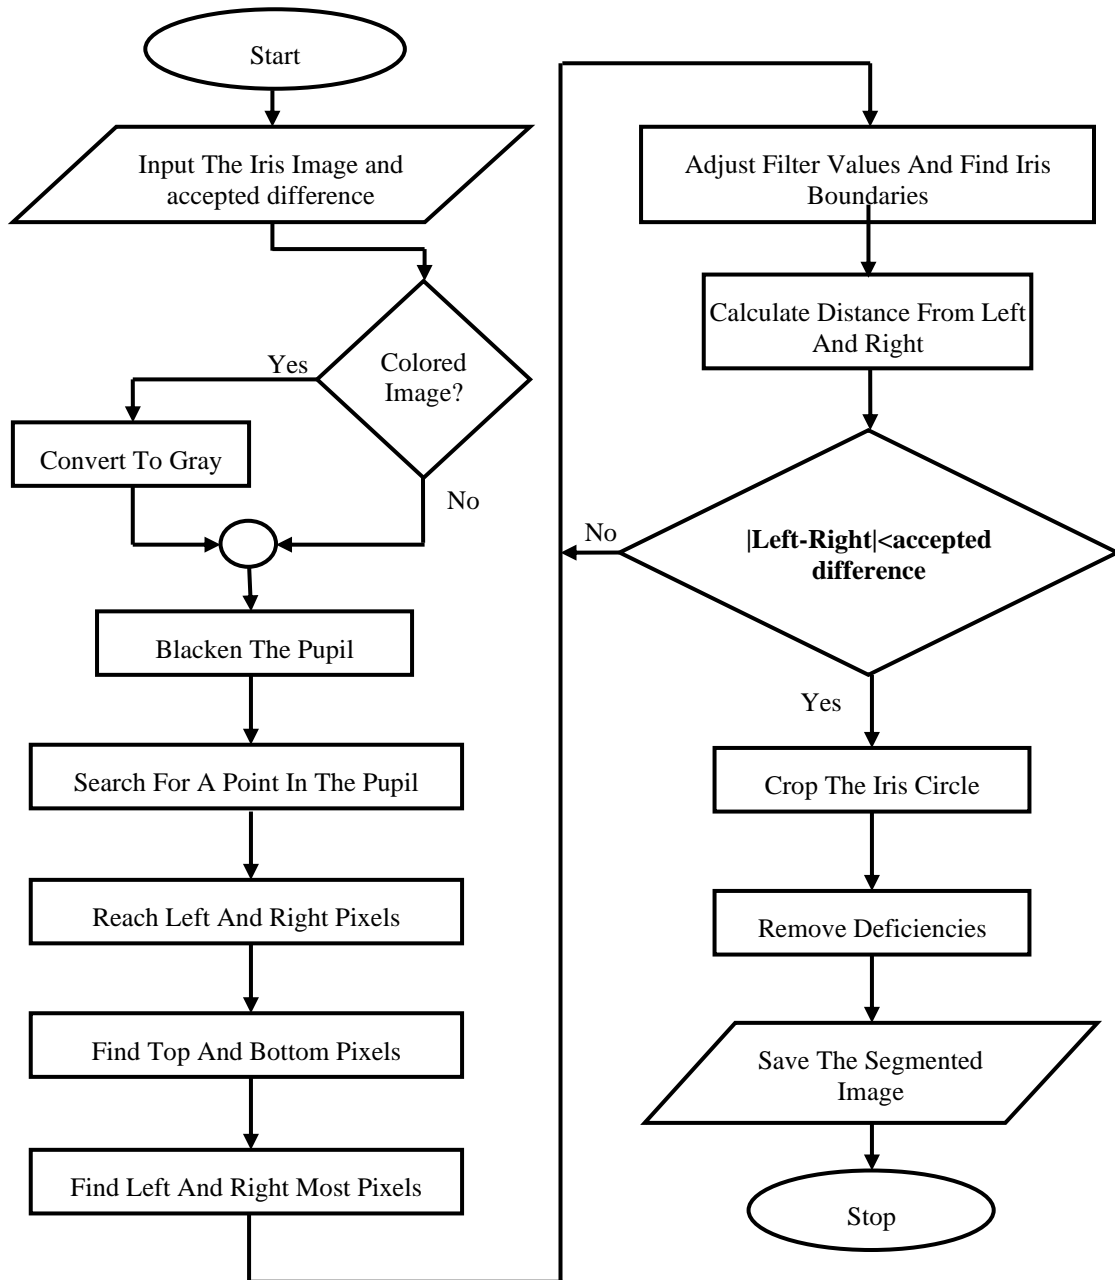 Start
Input The Iris Image and
accepted difference
Colored
Image?
Yes
Convert To Gray
No
Blacken The Pupil
Search For A Point In The Pupil
Reach Left And Right Pixels
Find Top And Bottom Pixels
Find Left And Right Most Pixels
Adjust Filter Values And Find Iris
Boundaries
Calculate Distance From Left
And Right
|Left-Right|<accepted
difference
No
Yes
Crop The Iris Circle
Remove Deficiencies
Save The Segmented
Image
Stop